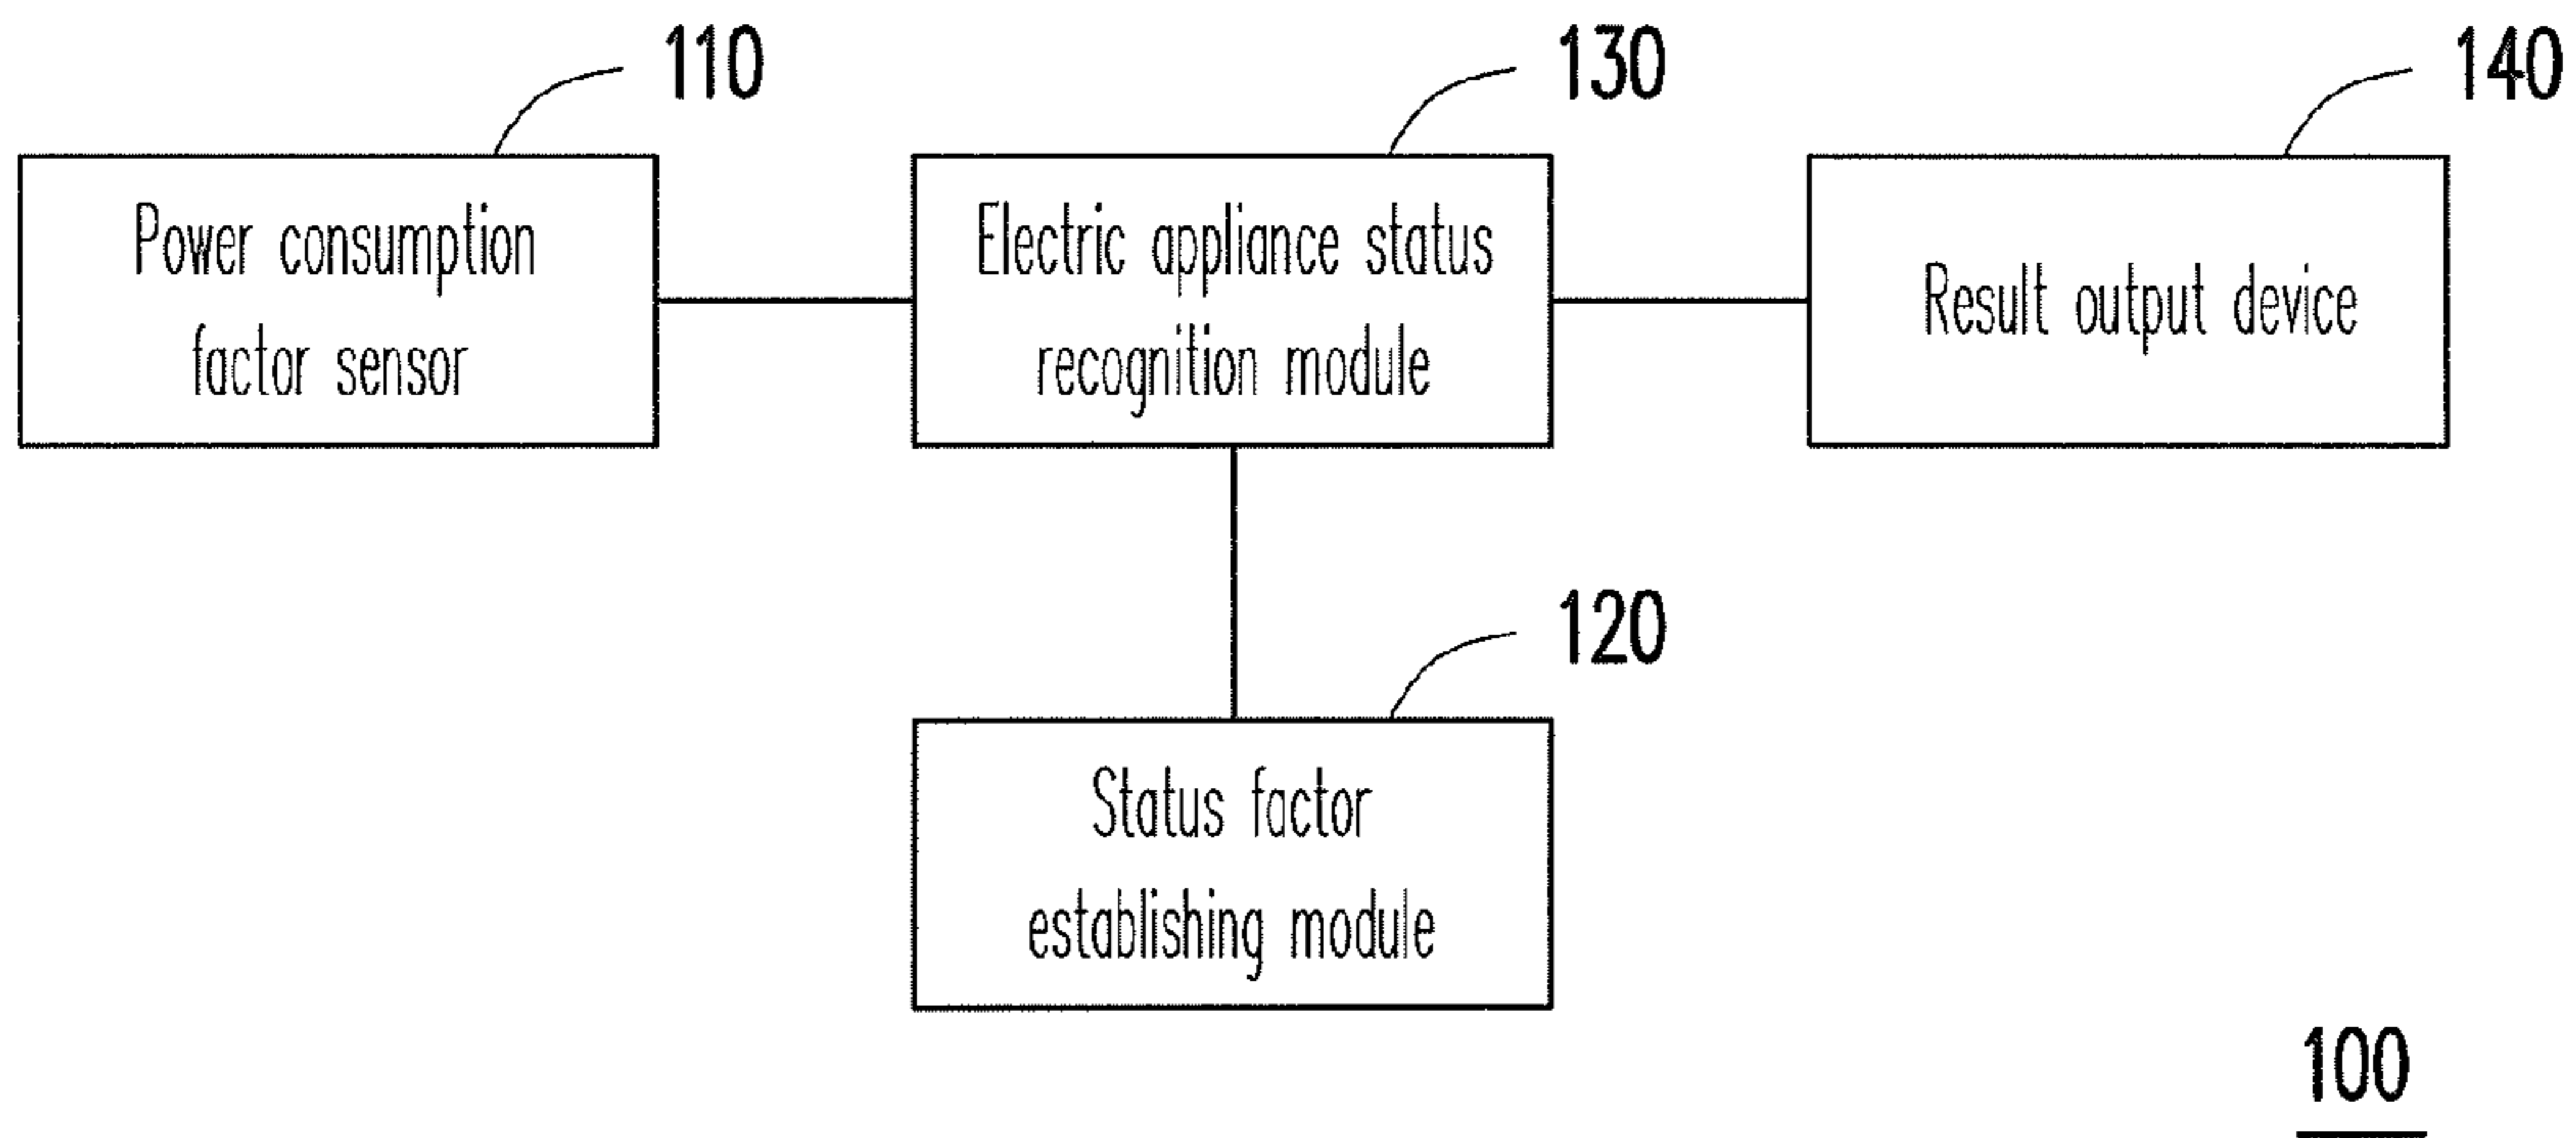 110
130
140
Power consumption
factor sensor
Electric appliance status
recognition module
Result output device
120
Status factor
establishing module
100